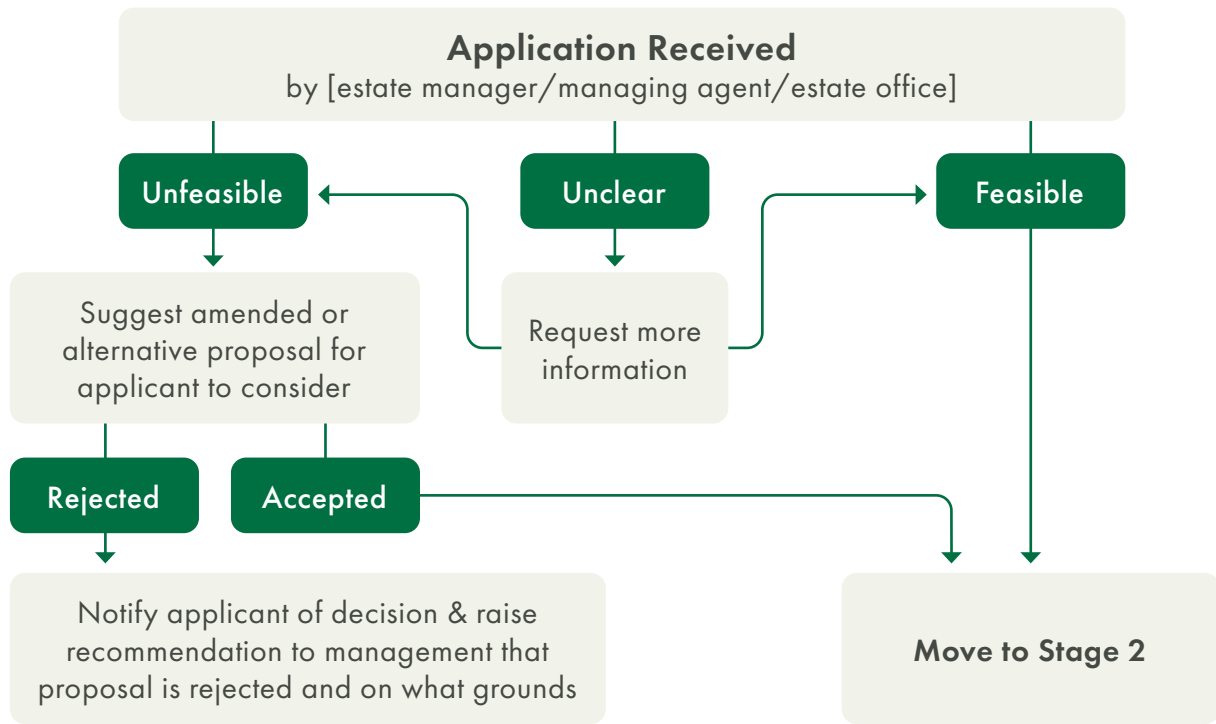 Application Received
by [estate manager/managing agent/estate office]
Unfeasible
Unclear
Feasible
Suggest amended or
alternative proposal for
applicant to consider
Request more
information
Rejected
Accepted
Notify applicant of decision & raise
recommendation to management that
proposal is rejected and on what grounds
Move to Stage 2